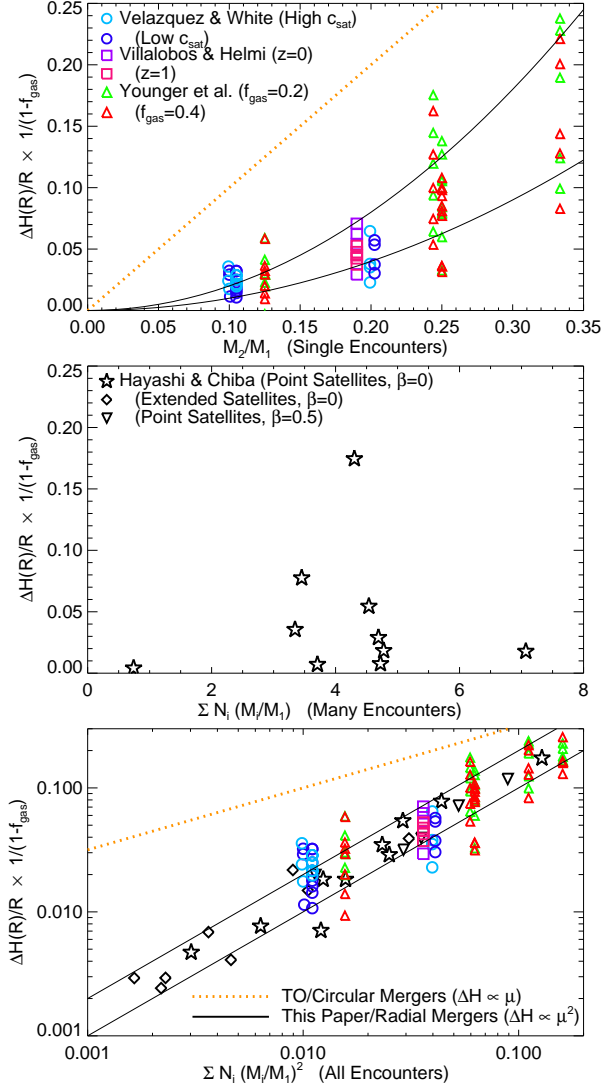 Velazquez & White (High c_sat)
(Low c_sat)
Villalobos & Helmi (z=0)
(z=1)
Younger et al. (f_gas=0.2)
(f_gas=0.4)
0.25
0.20
0.15
0.10
0.05
0.00
ΔH(R)/R × 1/(1-f_gas)
0.00 0.05 0.10 0.15 0.20 0.25 0.30 0.35
M_2/M_1 (Single Encounters)
Hayashi & Chiba (Point Satellites, β=0)
(Extended Satellites, β=0)
(Point Satellites, β=0.5)
0.25
0.20
0.15
0.10
0.05
0.00
ΔH(R)/R × 1/(1-f_gas)
0 2 4 6 8
Σ N_i (M_i/M_1) (Many Encounters)
0.100
0.010
0.001
ΔH(R)/R × 1/(1-f_gas)
TO/Circular Mergers (ΔH ∝ μ)
This Paper/Radial Mergers (ΔH ∝ μ²)
0.010 0.100
Σ N_i (M_i/M_1)² (All Encounters)